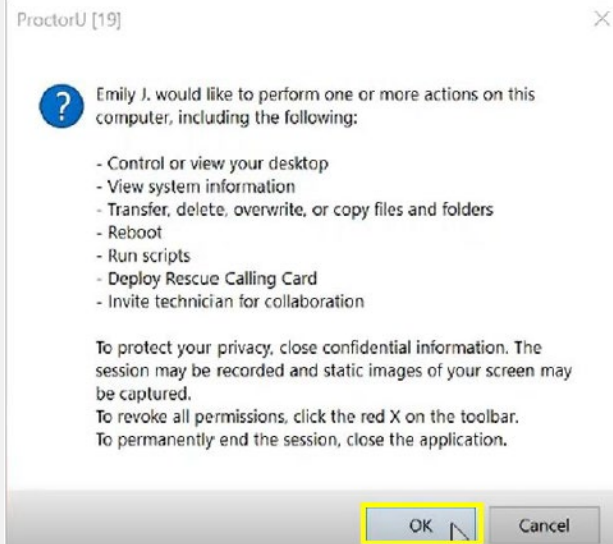 ProctorU [19]
?
Emily J. would like to perform one or more actions on this
computer, including the following:
- Control or view your desktop
- View system information
- Transfer, delete, overwrite, or copy files and folders
- Reboot
- Run scripts
- Deploy Rescue Calling Card
- Invite technician for collaboration
To protect your privacy, close confidential information. The
session may be recorded and static images of your screen may
be captured.
To revoke all permissions, click the red X on the toolbar.
To permanently end the session, close the application.
OK
Cancel